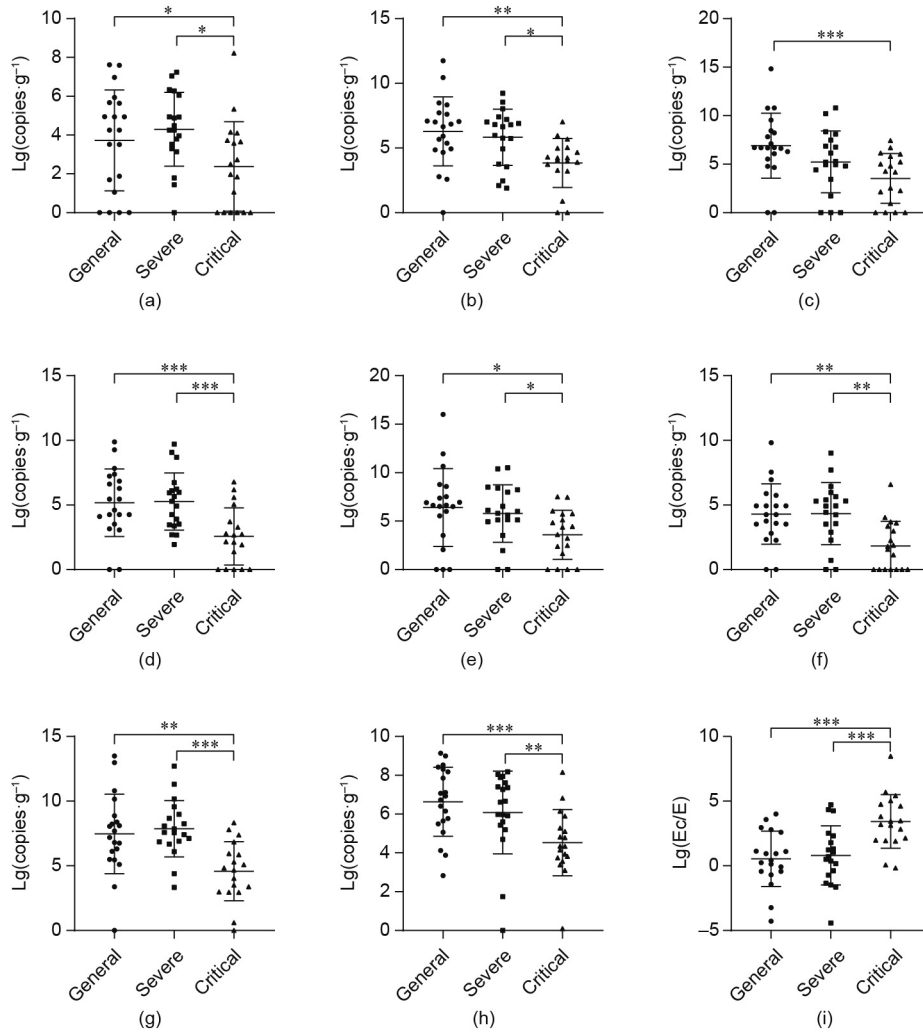 * * 10 8 6 4 2 0 Lg(copies·g⁻¹) General Severe Critical (a)
** * 15 10 5 0 Lg(copies·g⁻¹) General Severe Critical (b)
*** 20 15 10 5 0 Lg(copies·g⁻¹) General Severe Critical (c)
*** *** 15 10 5 0 Lg(copies·g⁻¹) General Severe Critical (d)
* * 20 15 10 5 0 Lg(copies·g⁻¹) General Severe Critical (e)
** ** 15 10 5 0 Lg(copies·g⁻¹) General Severe Critical (f)
** *** 15 10 5 0 Lg(copies·g⁻¹) General Severe Critical (g)
*** ** 10 8 6 4 2 0 Lg(copies·g⁻¹) General Severe Critical (h)
*** *** 10 5 0 –5 Lg(Ec/E) General Severe Critical (i)